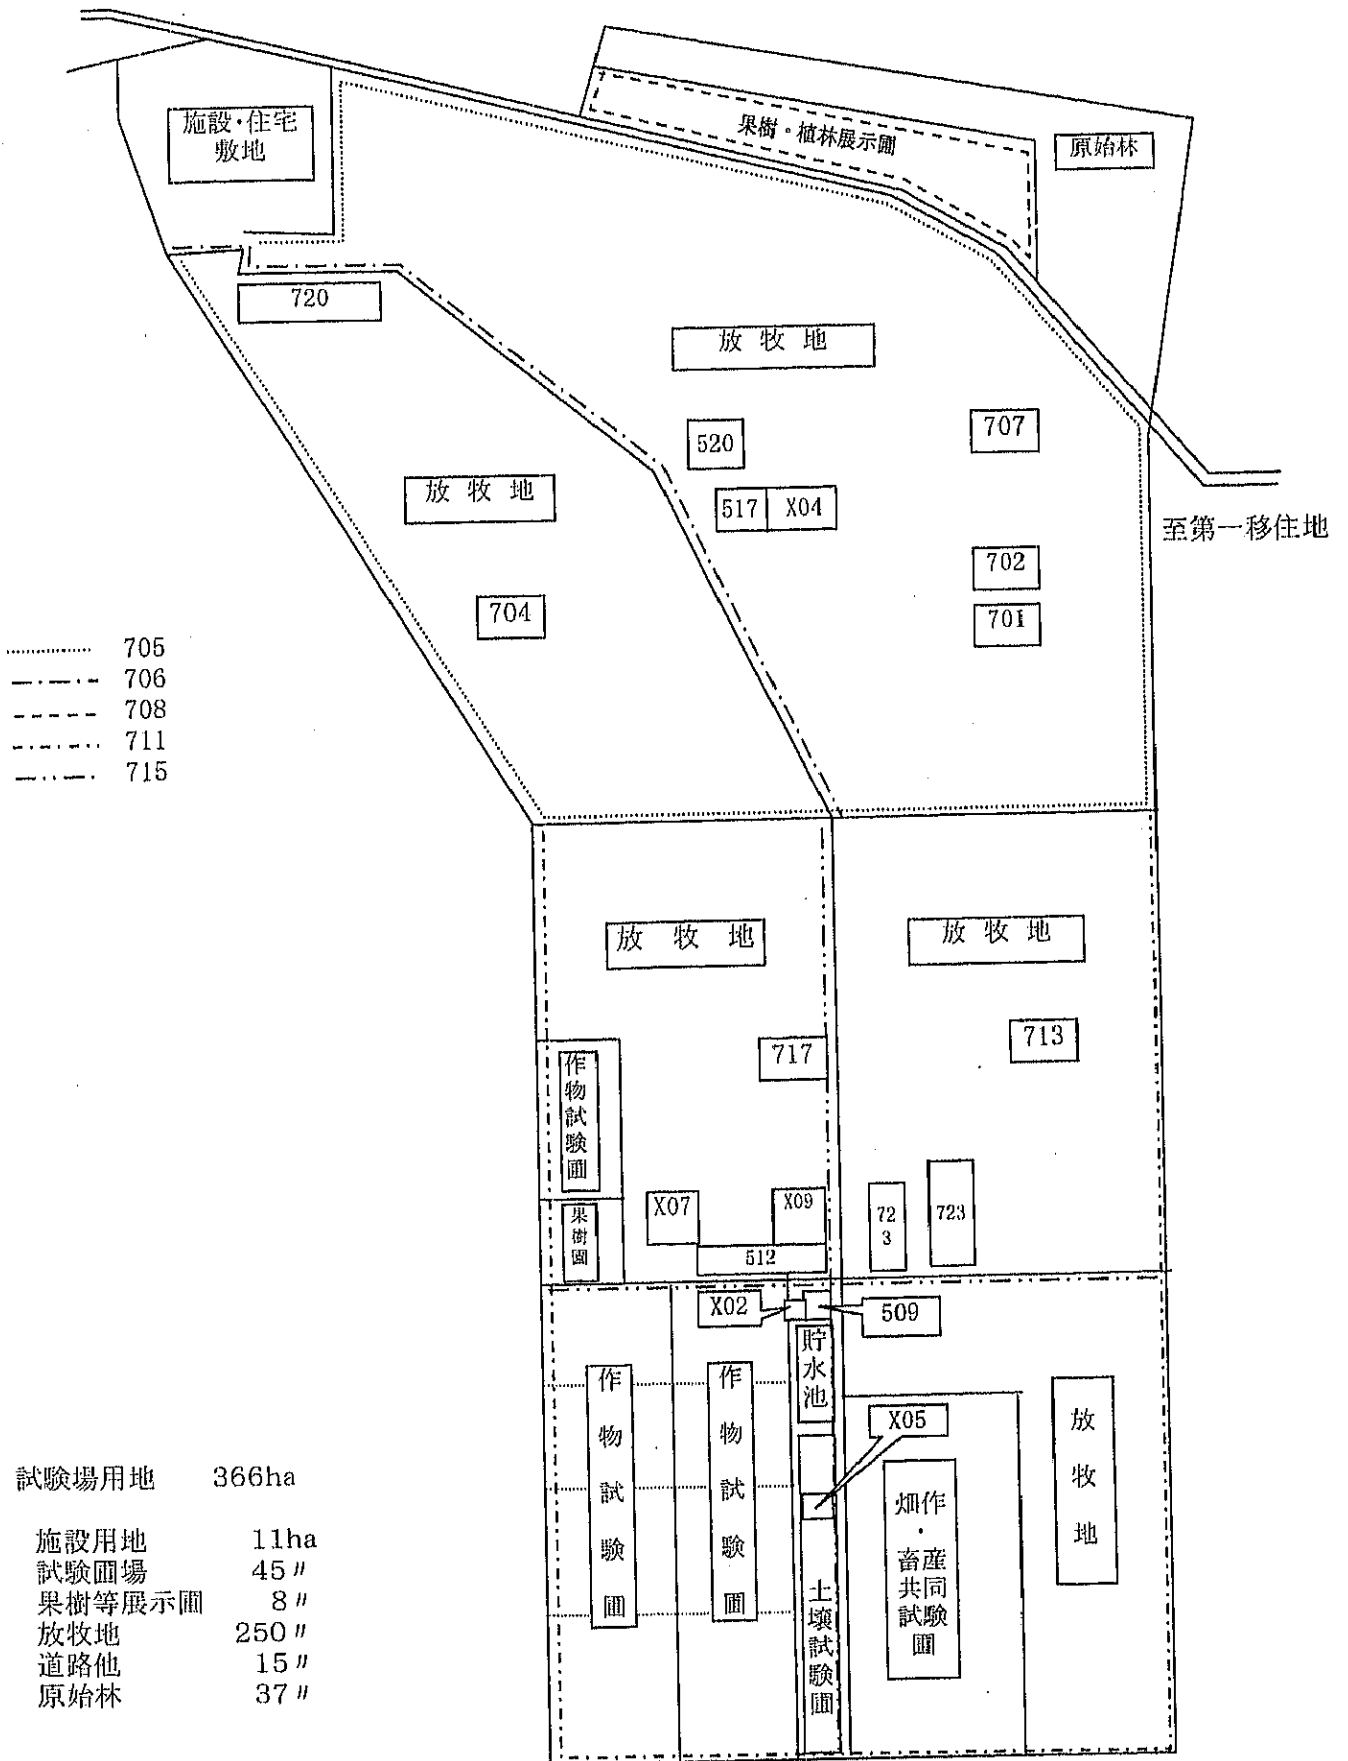 施設・住宅
敷地
果樹・植林展示圃
原始林
720
放牧地
520
707
放牧地
517 X04
至第一移住地
702
704
701
705
706
708
711
715
放牧地
放牧地
717
713
作物試験圃
X07
X09
72
3
723
果樹園
512
X02
509
貯水池
作物試験圃
作物試験圃
X05
放牧地
畑作・畜産共同試験圃
土壌試験圃
試験場用地 366ha
施設用地 11ha
試験圃場 45〃
果樹等展示圃 8〃
放牧地 250〃
道路他 15〃
原始林 37〃